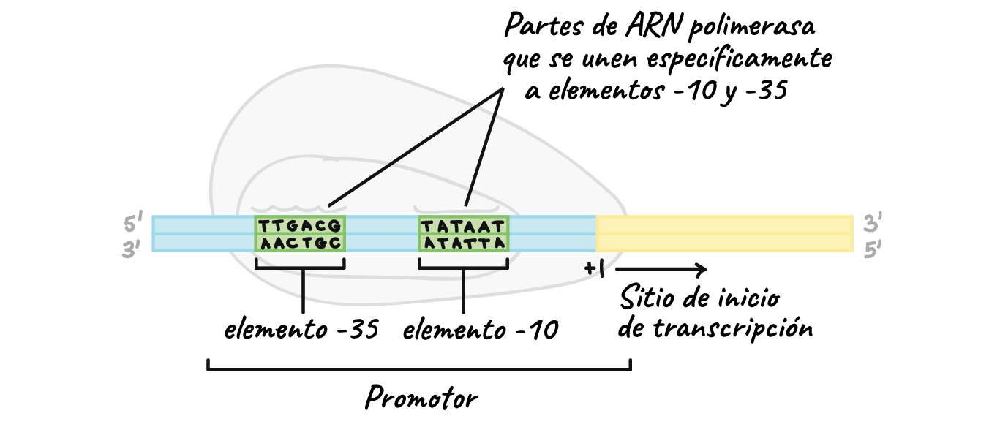 Partes de ARN polimerasa
que se unen específicamente
a elementos -10 y -35
5' 3'
3' 5'
TTGACG
AACTGC
TATAAT
ATATTA
+1
Sitio de inicio
de transcripción
elemento -35
elemento -10
Promotor